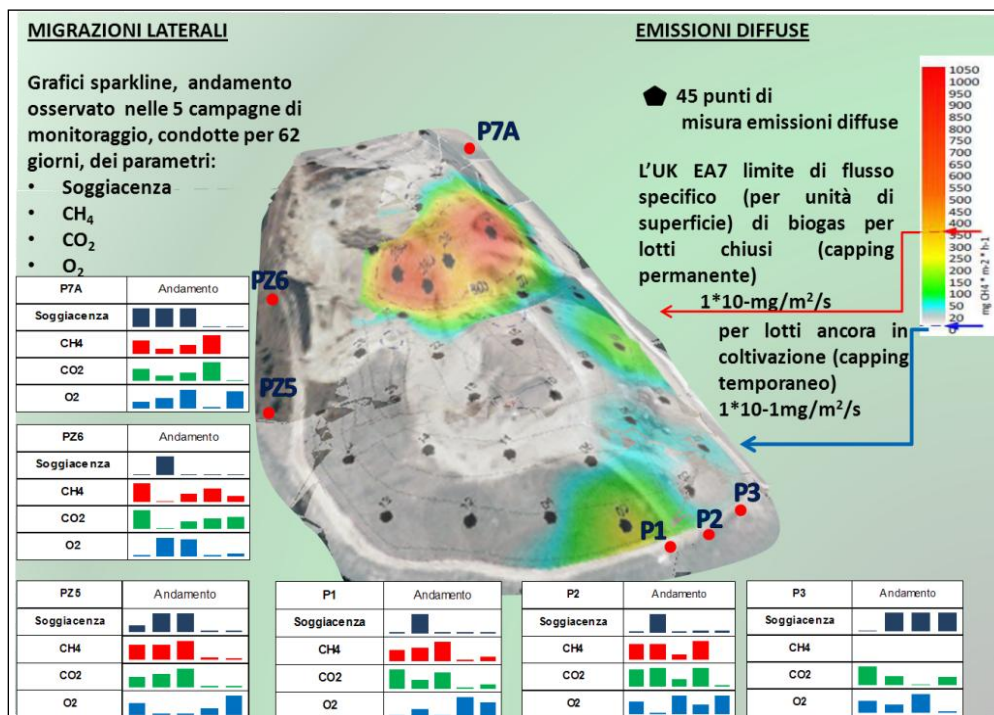 MIGRAZIONI LATERALI
Grafici sparkline, andamento
osservato nelle 5 campagne di
monitoraggio, condotte per 62
giorni, dei parametri:
• Soggiacenza
• CH₄
• CO₂
• O₂
EMISSIONI DIFFUSE
45 punti di
misura emissioni diffuse
L'UK EA7 limite di flusso
specifico (per unità di
superficie) di biogas per
lotti chiusi (capping
permanente)
1*10-mg/m²/s
per lotti ancora in
coltivazione (capping
temporaneo)
1*10-1mg/m²/s
1050
1000
950
900
850
800
750
700
650
600
550
500
450
400
350
300
250
200
150
100
50
20
0
mg CH4 * m-2 * h-1
P7A
PZ6
PZ5
P1
P2
P3
P7A Andamento
Soggiacenza
CH4
CO2
O2
PZ6 Andamento
Soggiacenza
CH4
CO2
O2
PZ5 Andamento
Soggiacenza
CH4
CO2
O2
P1 Andamento
Soggiacenza
CH4
CO2
O2
P2 Andamento
Soggiacenza
CH4
CO2
O2
P3 Andamento
Soggiacenza
CH4
CO2
O2